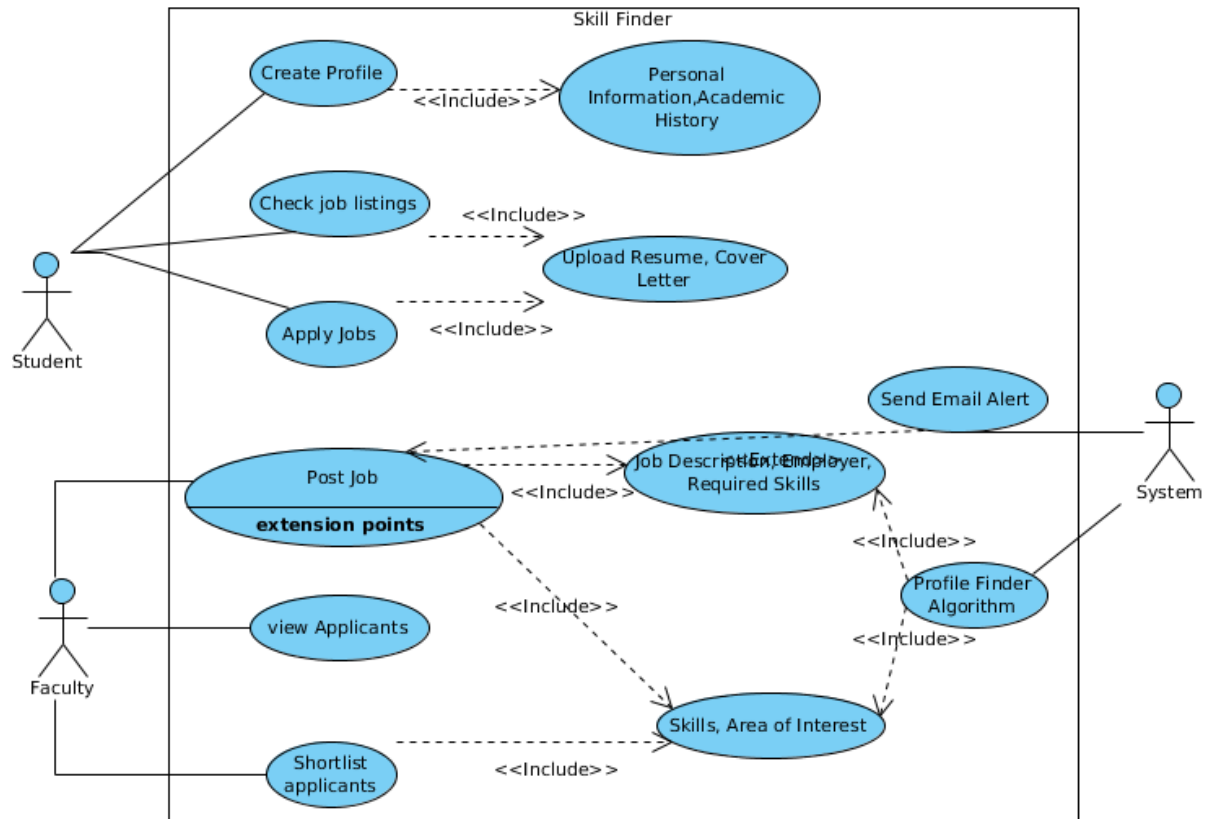 Skill Finder
Create Profile
<<Include>>
Personal
Information,Academic
History
Check job listings
<<Include>>
Upload Resume, Cover
Letter
Apply Jobs
<<Include>>
Student
Send Email Alert
System
Post Job
extension points
<<Include>>
<<Extend>>
Job Description, Employer,
Required Skills
<<Include>>
Profile Finder
Algorithm
<<Include>>
<<Include>>
view Applicants
Faculty
Skills, Area of Interest
Shortlist
applicants
<<Include>>